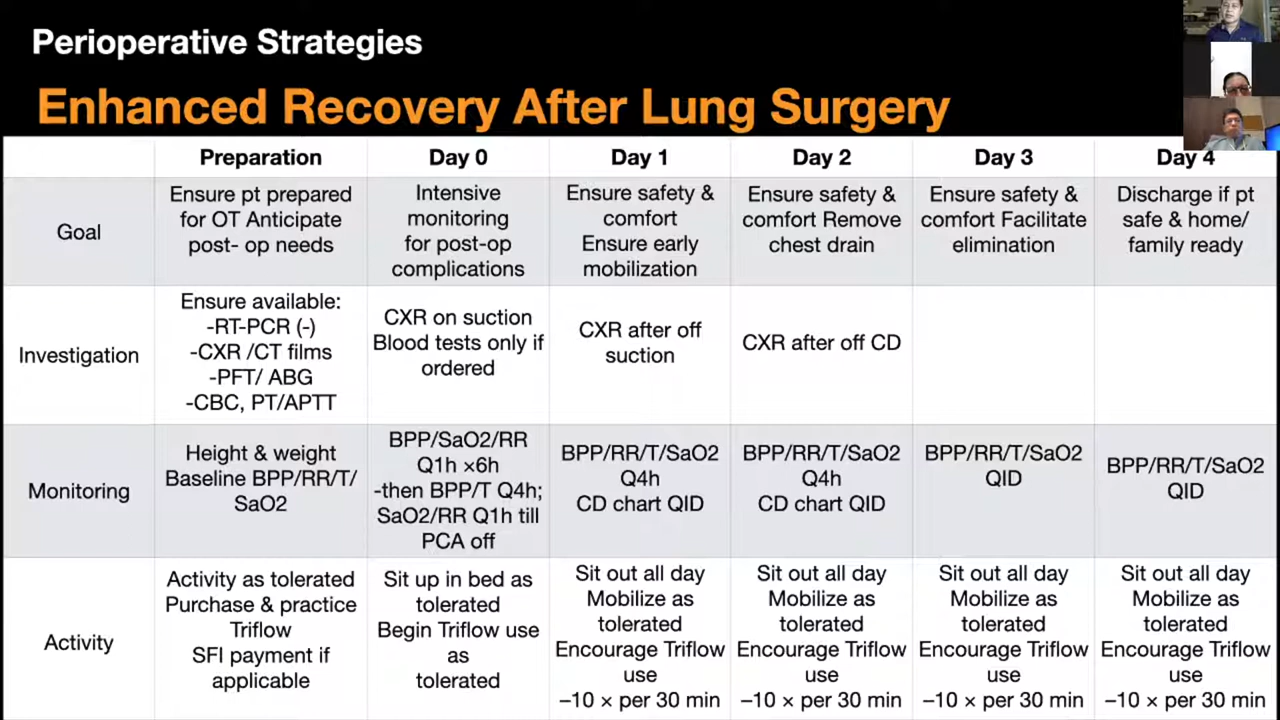 Perioperative Strategies
Enhanced Recovery After Lung Surgery
Preparation
Day 0
Day 1
Day 2
Day 3
Day 4
Goal
Ensure pt prepared
for OT Anticipate
post- op needs
Intensive
monitoring
for post-op
complications
Ensure safety &
comfort
Ensure early
mobilization
Ensure safety &
comfort Remove
chest drain
Ensure safety &
comfort Facilitate
elimination
Discharge if pt
safe & home/
family ready
Investigation
Ensure available:
-RT-PCR (-)
-CXR /CT films
-PFT/ ABG
-CBC, PT/APTT
CXR on suction
Blood tests only if
ordered
CXR after off
suction
CXR after off CD
Monitoring
Height & weight
Baseline BPP/RR/T/
SaO2
BPP/SaO2/RR
Q1h ×6h
-then BPP/T Q4h;
SaO2/RR Q1h till
PCA off
BPP/RR/T/SaO2
Q4h
CD chart QID
BPP/RR/T/SaO2
Q4h
CD chart QID
BPP/RR/T/SaO2
QID
BPP/RR/T/SaO2
QID
Activity
Activity as tolerated
Purchase & practice
Triflow
SFI payment if
applicable
Sit up in bed as
tolerated
Begin Triflow use
as
tolerated
Sit out all day
Mobilize as
tolerated
Encourage Triflow
use
–10 × per 30 min
Sit out all day
Mobilize as
tolerated
Encourage Triflow
use
–10 × per 30 min
Sit out all day
Mobilize as
tolerated
Encourage Triflow
use
–10 × per 30 min
Sit out all day
Mobilize as
tolerated
Encourage Triflow
use
–10 × per 30 min